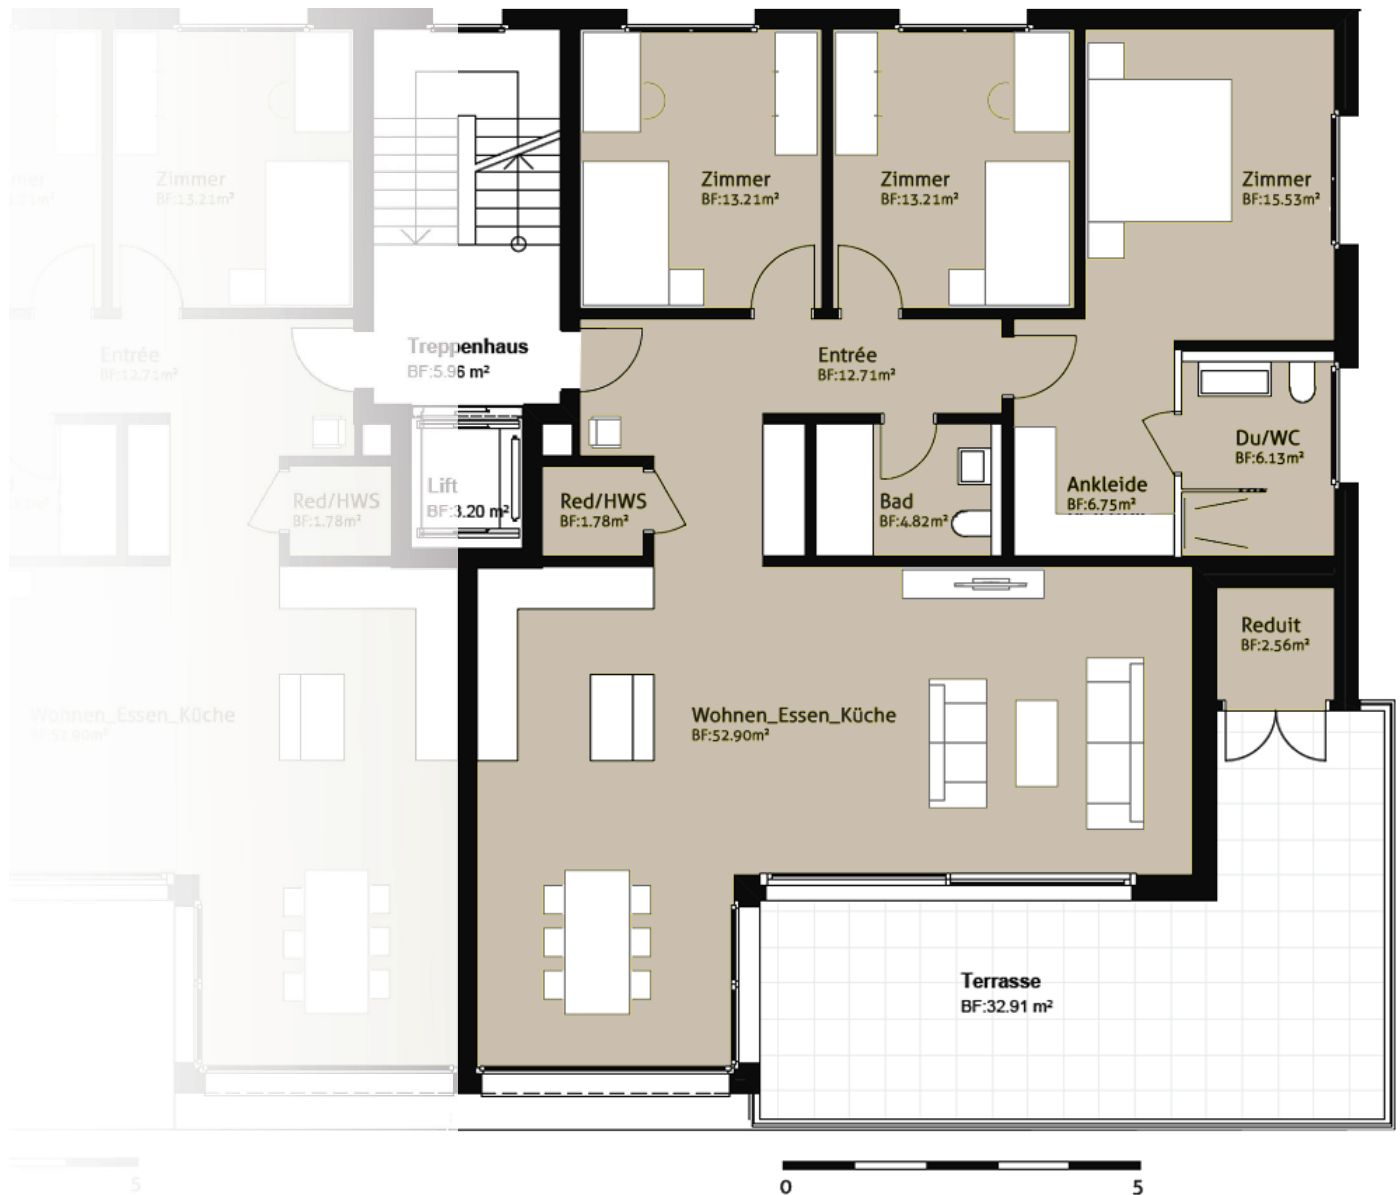 Zimmer
BF:13.21m²
Zimmer
BF:13.21m²
Zimmer
BF:13.21m²
Zimmer
BF:15.53m²
Treppenhaus
BF:5.96 m²
Entrée
BF:12.71m²
Entrée
BF:12.71m²
Du/WC
BF:6.13m²
Lift
BF:3.20 m²
Red/HWS
BF:1.78m²
Red/HWS
BF:1.78m²
Bad
BF:4.82m²
Ankleide
BF:6.75m²
Reduit
BF:2.56m²
Wohnen_Essen_Küche
BF:52.90m²
Wohnen_Essen_Küche
BF:52.90m²
Terrasse
BF:32.91 m²
5
0 5